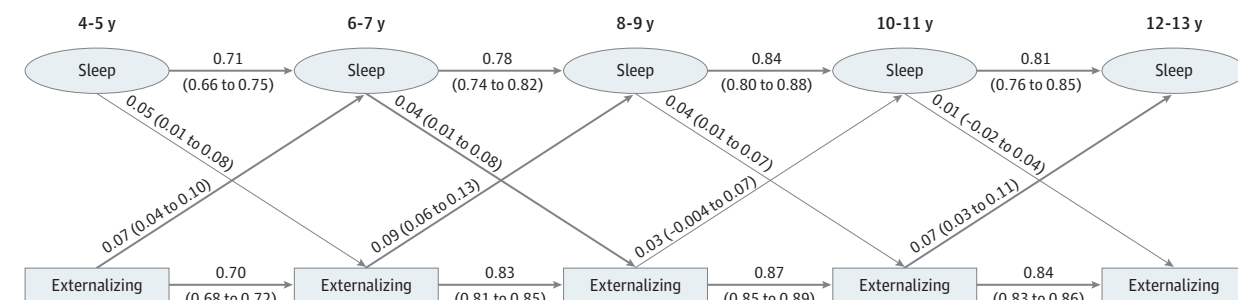 4-5 y 6-7 y 8-9 y 10-11 y 12-13 y
0.71 0.78 0.84 0.81
Sleep Sleep Sleep Sleep Sleep
(0.66 to 0.75) (0.74 to 0.82) (0.80 to 0.88) (0.76 to 0.85)
0.05 (0.01 to 0.08) 0.04 (0.01 to 0.08) 0.04 (0.01 to 0.07) 0.01 (-0.02 to 0.04)
0.07 (0.04 to 0.10) 0.09 (0.06 to 0.13) 0.03 (-0.004 to 0.07) 0.07 (0.03 to 0.11)
0.70 0.83 0.87 0.84
Externalizing Externalizing Externalizing Externalizing Externalizing
(0.68 to 0.72) (0.81 to 0.85) (0.85 to 0.89) (0.83 to 0.86)